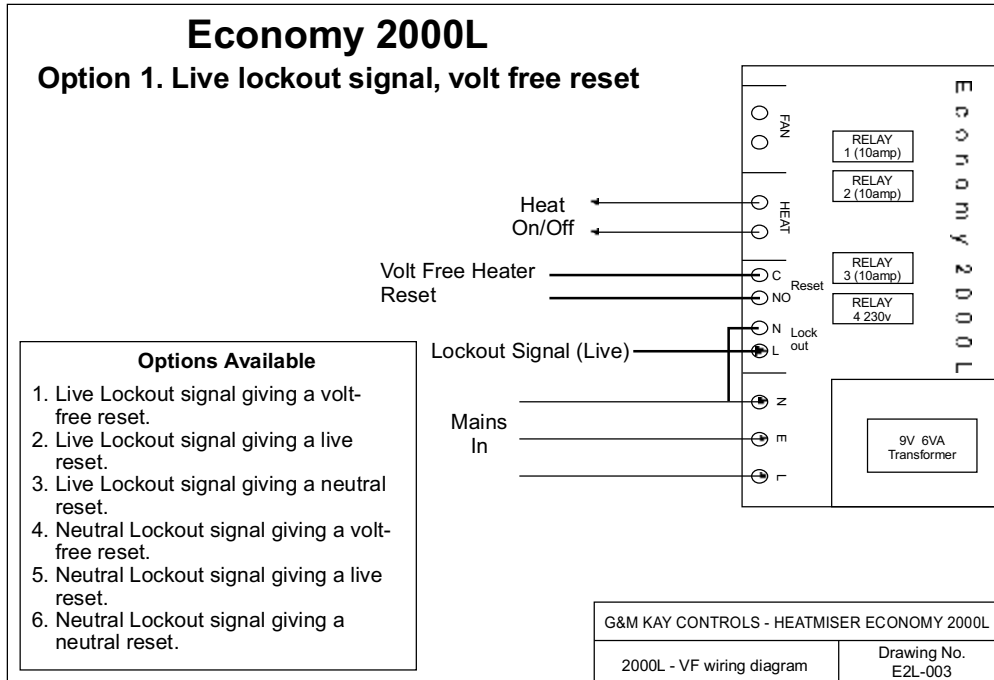 Economy 2000L
Option 1. Live lockout signal, volt free reset
Economy 2000L
FAN
RELAY
1 (10amp)
RELAY
2 (10amp)
Heat
On/Off
HEAT
Volt Free Heater
Reset
C
NO
Reset
RELAY
3 (10amp)
RELAY
4 230v
Lockout Signal (Live)
N
L
Lock
out
Mains
In
N
E
L
9V 6VA
Transformer
Options Available
1. Live Lockout signal giving a volt-
free reset.
2. Live Lockout signal giving a live
reset.
3. Live Lockout signal giving a neutral
reset.
4. Neutral Lockout signal giving a volt-
free reset.
5. Neutral Lockout signal giving a live
reset.
6. Neutral Lockout signal giving a
neutral reset.
G&M KAY CONTROLS - HEATMISER ECONOMY 2000L
2000L - VF wiring diagram
Drawing No.
E2L-003